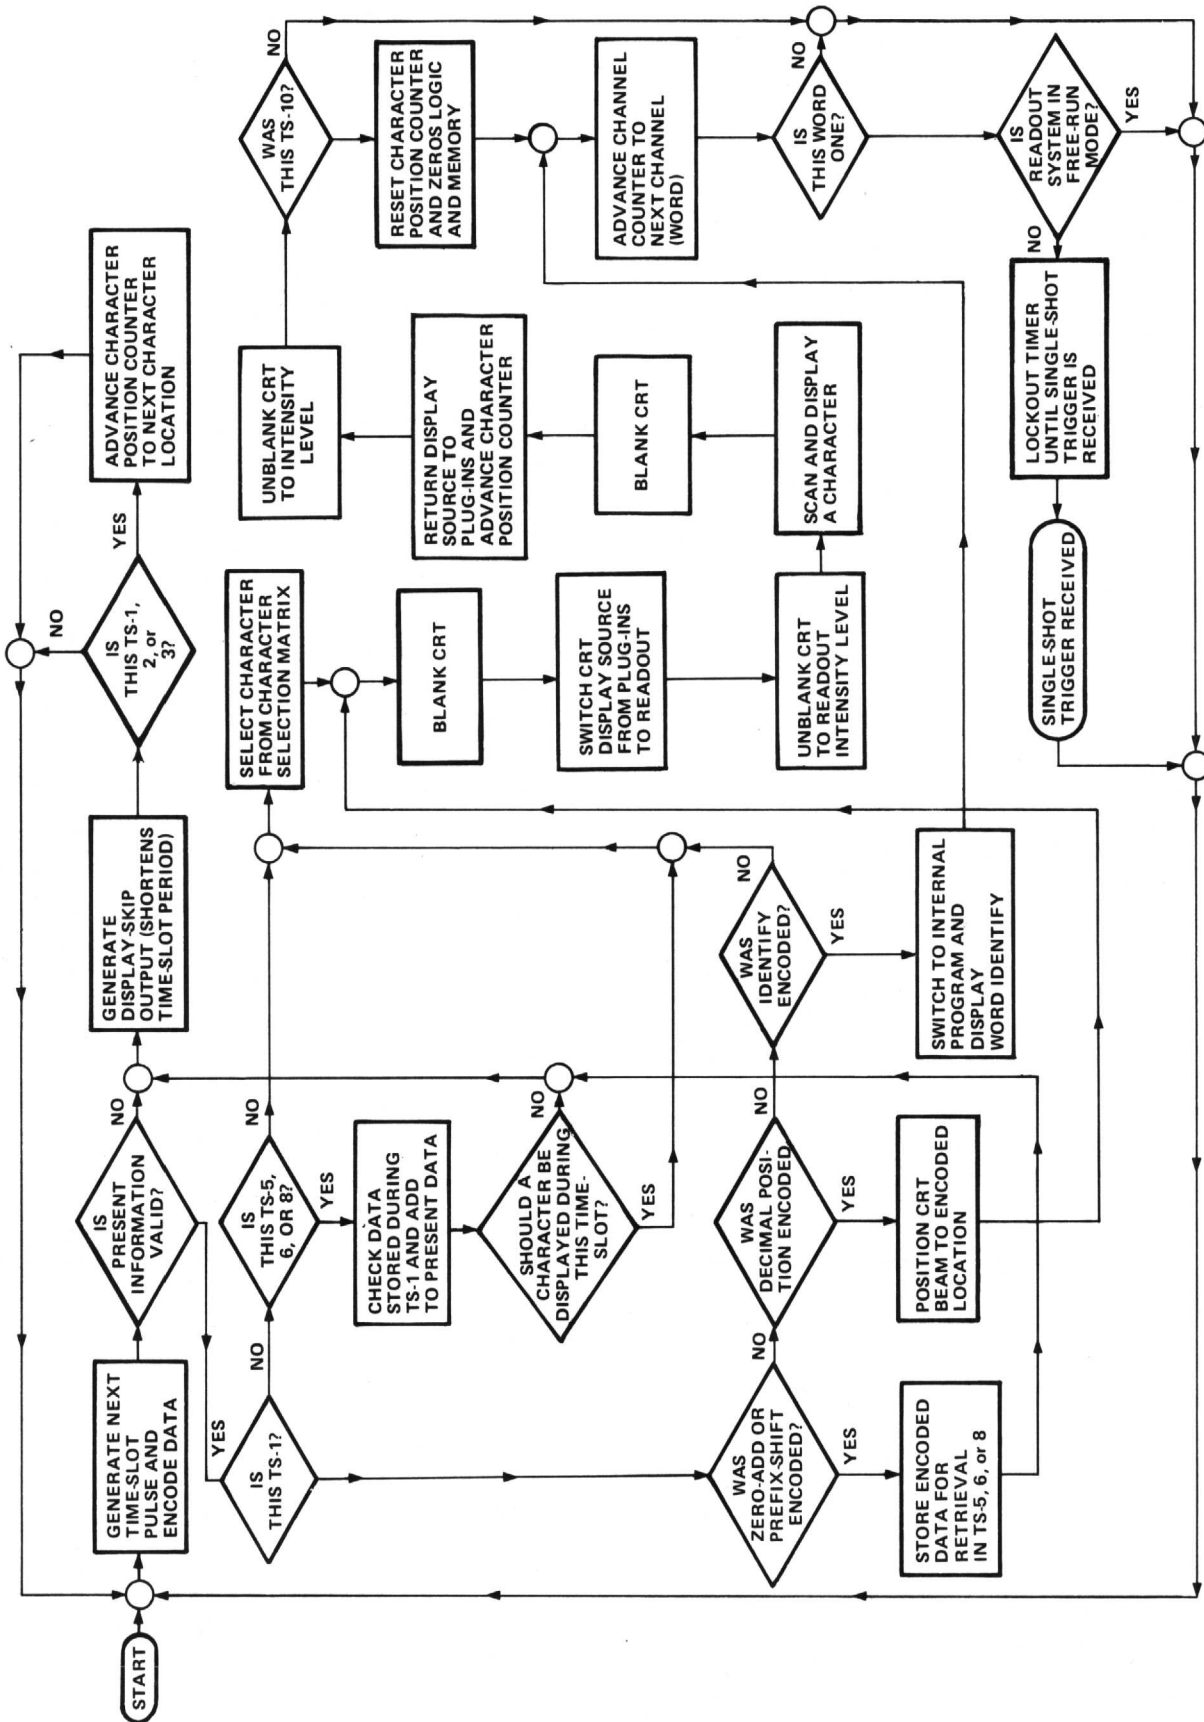 START
GENERATE NEXT
TIME-SLOT
PULSE AND
ENCODE DATA
IS
PRESENT
INFORMATION
VALID?
NO
YES
GENERATE
DISPLAY-SKIP
OUTPUT (SHORTENS
TIME-SLOT PERIOD)
IS
THIS TS-1,
2, or
3?
NO
YES
ADVANCE CHARACTER
POSITION COUNTER
TO NEXT CHARACTER
LOCATION
IS
THIS TS-1?
NO
IS
THIS TS-5,
6, OR 8?
NO
YES
CHECK DATA
STORED DURING
TS-1 AND ADD
TO PRESENT DATA
SHOULD A
CHARACTER BE
DISPLAYED DURING
THIS TIME-
SLOT?
NO
YES
WAS
ZERO-ADD OR
PREFIX-SHIFT
ENCODED?
NO
YES
STORE ENCODED
DATA FOR
RETRIEVAL
IN TS-5, 6, or 8
WAS
DECIMAL POSI-
TION ENCODED
NO
YES
POSITION CRT
BEAM TO ENCODED
LOCATION
WAS
IDENTIFY
ENCODED?
NO
YES
SWITCH TO INTERNAL
PROGRAM AND
DISPLAY
WORD IDENTIFY
SELECT CHARACTER
FROM CHARACTER
SELECTION MATRIX
BLANK CRT
SWITCH CRT
DISPLAY SOURCE
FROM PLUG-INS
TO READOUT
UNBLANK CRT
TO READOUT
INTENSITY LEVEL
SCAN AND DISPLAY
A CHARACTER
BLANK CRT
RETURN DISPLAY
SOURCE TO
PLUG-INS AND
ADVANCE CHARACTER
POSITION COUNTER
UNBLANK CRT
TO INTENSITY
LEVEL
WAS
THIS TS-10?
NO
RESET CHARACTER
POSITION COUNTER
AND ZEROS LOGIC
AND MEMORY
ADVANCE CHANNEL
COUNTER TO
NEXT CHANNEL
(WORD)
IS
THIS WORD
ONE?
NO
IS
READOUT
SYSTEM IN
FREE-RUN
MODE?
NO
YES
LOCKOUT TIMER
UNTIL SINGLE-SHOT
TRIGGER IS
RECEIVED
SINGLE-SHOT
TRIGGER RECEIVED